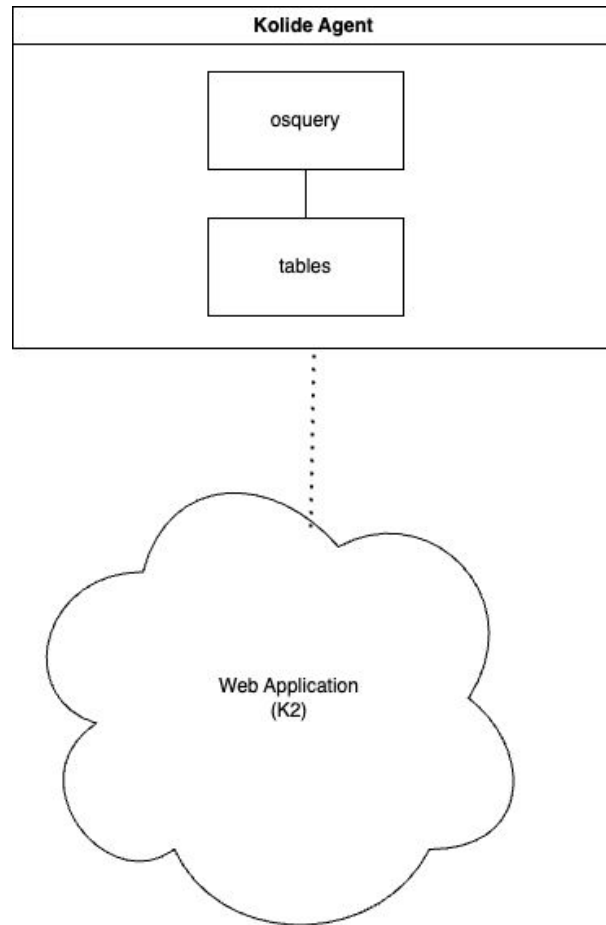 Kolide Agent
osquery
tables
Web Application
(K2)